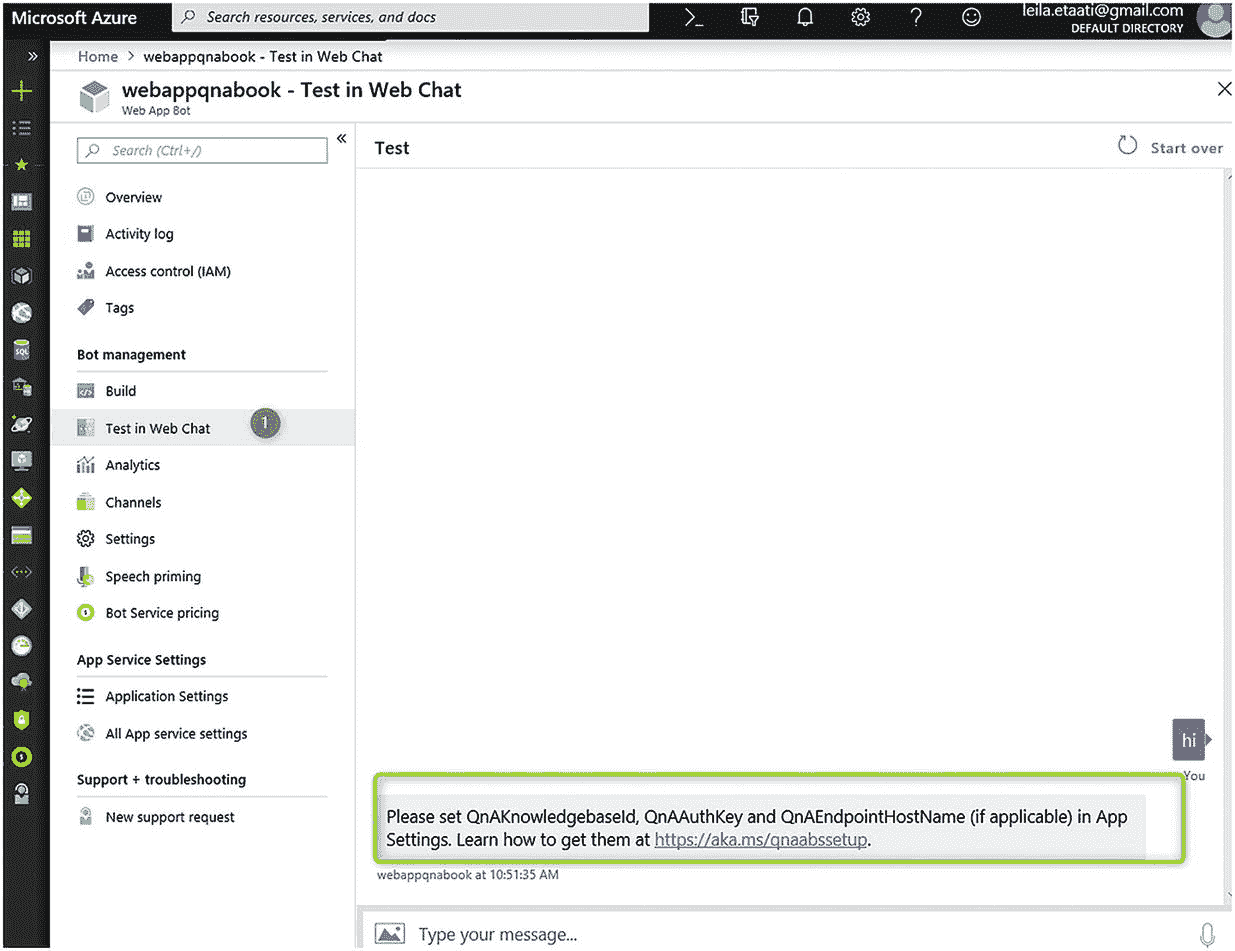 Microsoft Azure
Search resources, services, and docs
leila.etaati@gmail.com
DEFAULT DIRECTORY
Home > webappqnabook - Test in Web Chat
webappqnabook - Test in Web Chat
Web App Bot
Search (Ctrl+/)
Overview
Activity log
Access control (IAM)
Tags
Bot management
Build
Test in Web Chat
1
Analytics
Channels
Settings
Speech priming
Bot Service pricing
App Service Settings
Application Settings
All App service settings
Support + troubleshooting
New support request
Test
Start over
hi
You
Please set QnAKnowledgebaseId, QnAAuthKey and QnAEndpointHostName (if applicable) in App
Settings. Learn how to get them at https://aka.ms/qnaabssetup.
webappqnabook at 10:51:35 AM
Type your message...
SQL